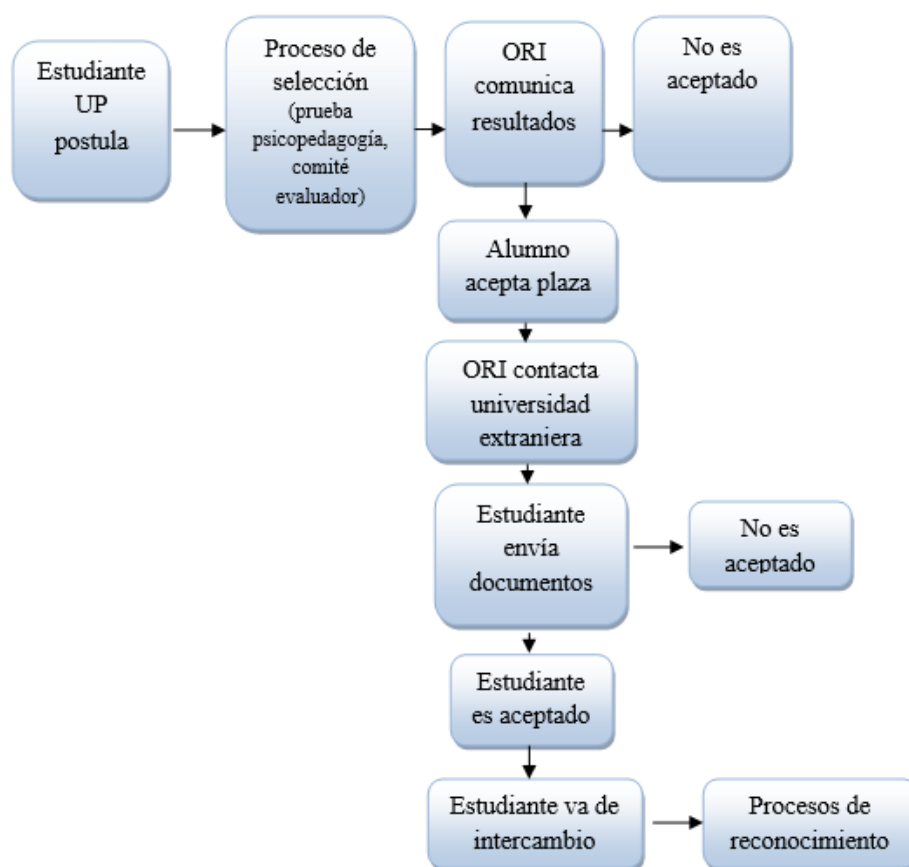 Estudiante
UP
postula
Proceso de
selección
(prueba
psicopedagogía,
comité
evaluador)
ORI
comunica
resultados
No es
aceptado
Alumno
acepta plaza
ORI contacta
universidad
extraniera
Estudiante
envía
documentos
No es
aceptado
Estudiante
es aceptado
Estudiante va de
intercambio
Procesos de
reconocimiento